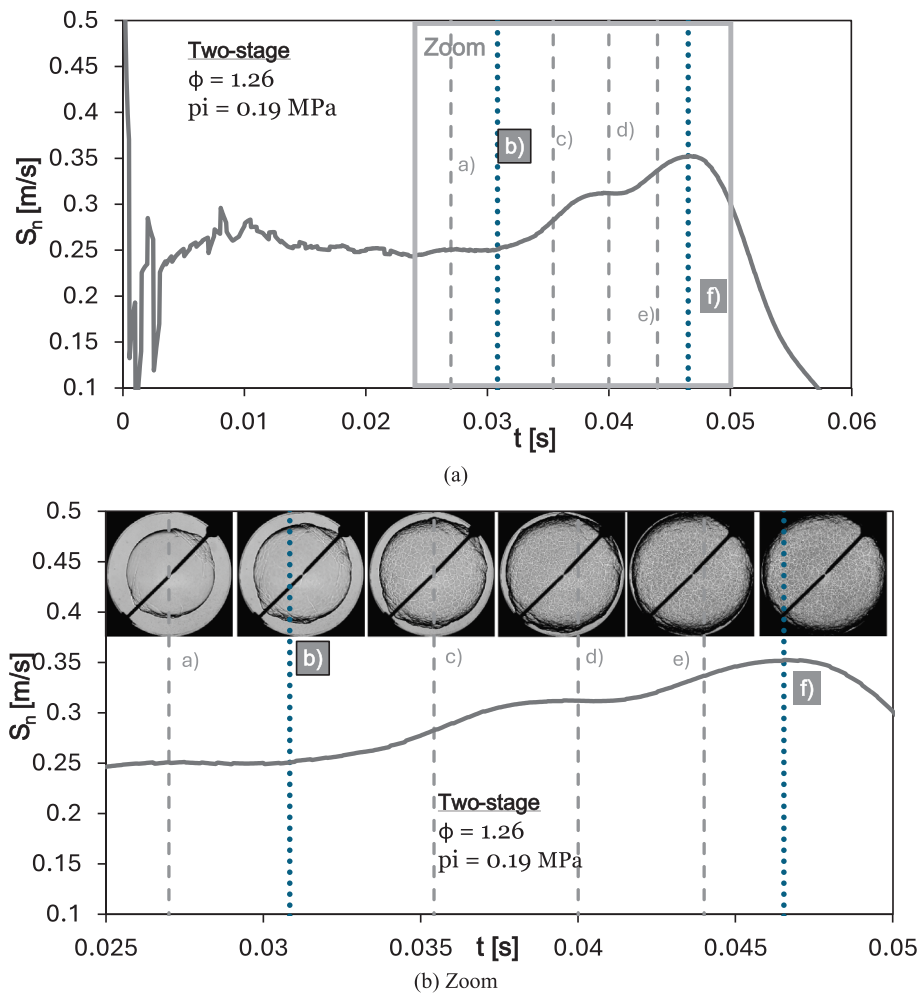 0.5
0.45
0.4
0.35
0.3
0.25
0.2
0.15
0.1
Sn [m/s]
Two-stage
ϕ = 1.26
pi = 0.19 MPa
Zoom
a)
b)
c)
d)
e)
f)
0
0.01
0.02
0.03
0.04
0.05
0.06
t [s]
(a)
0.5
0.45
0.4
0.35
0.3
0.25
0.2
0.15
0.1
Sn [m/s]
a)
b)
c)
d)
e)
f)
Two-stage
ϕ = 1.26
pi = 0.19 MPa
0.025
0.03
0.035
0.04
0.045
0.05
t [s]
(b) Zoom